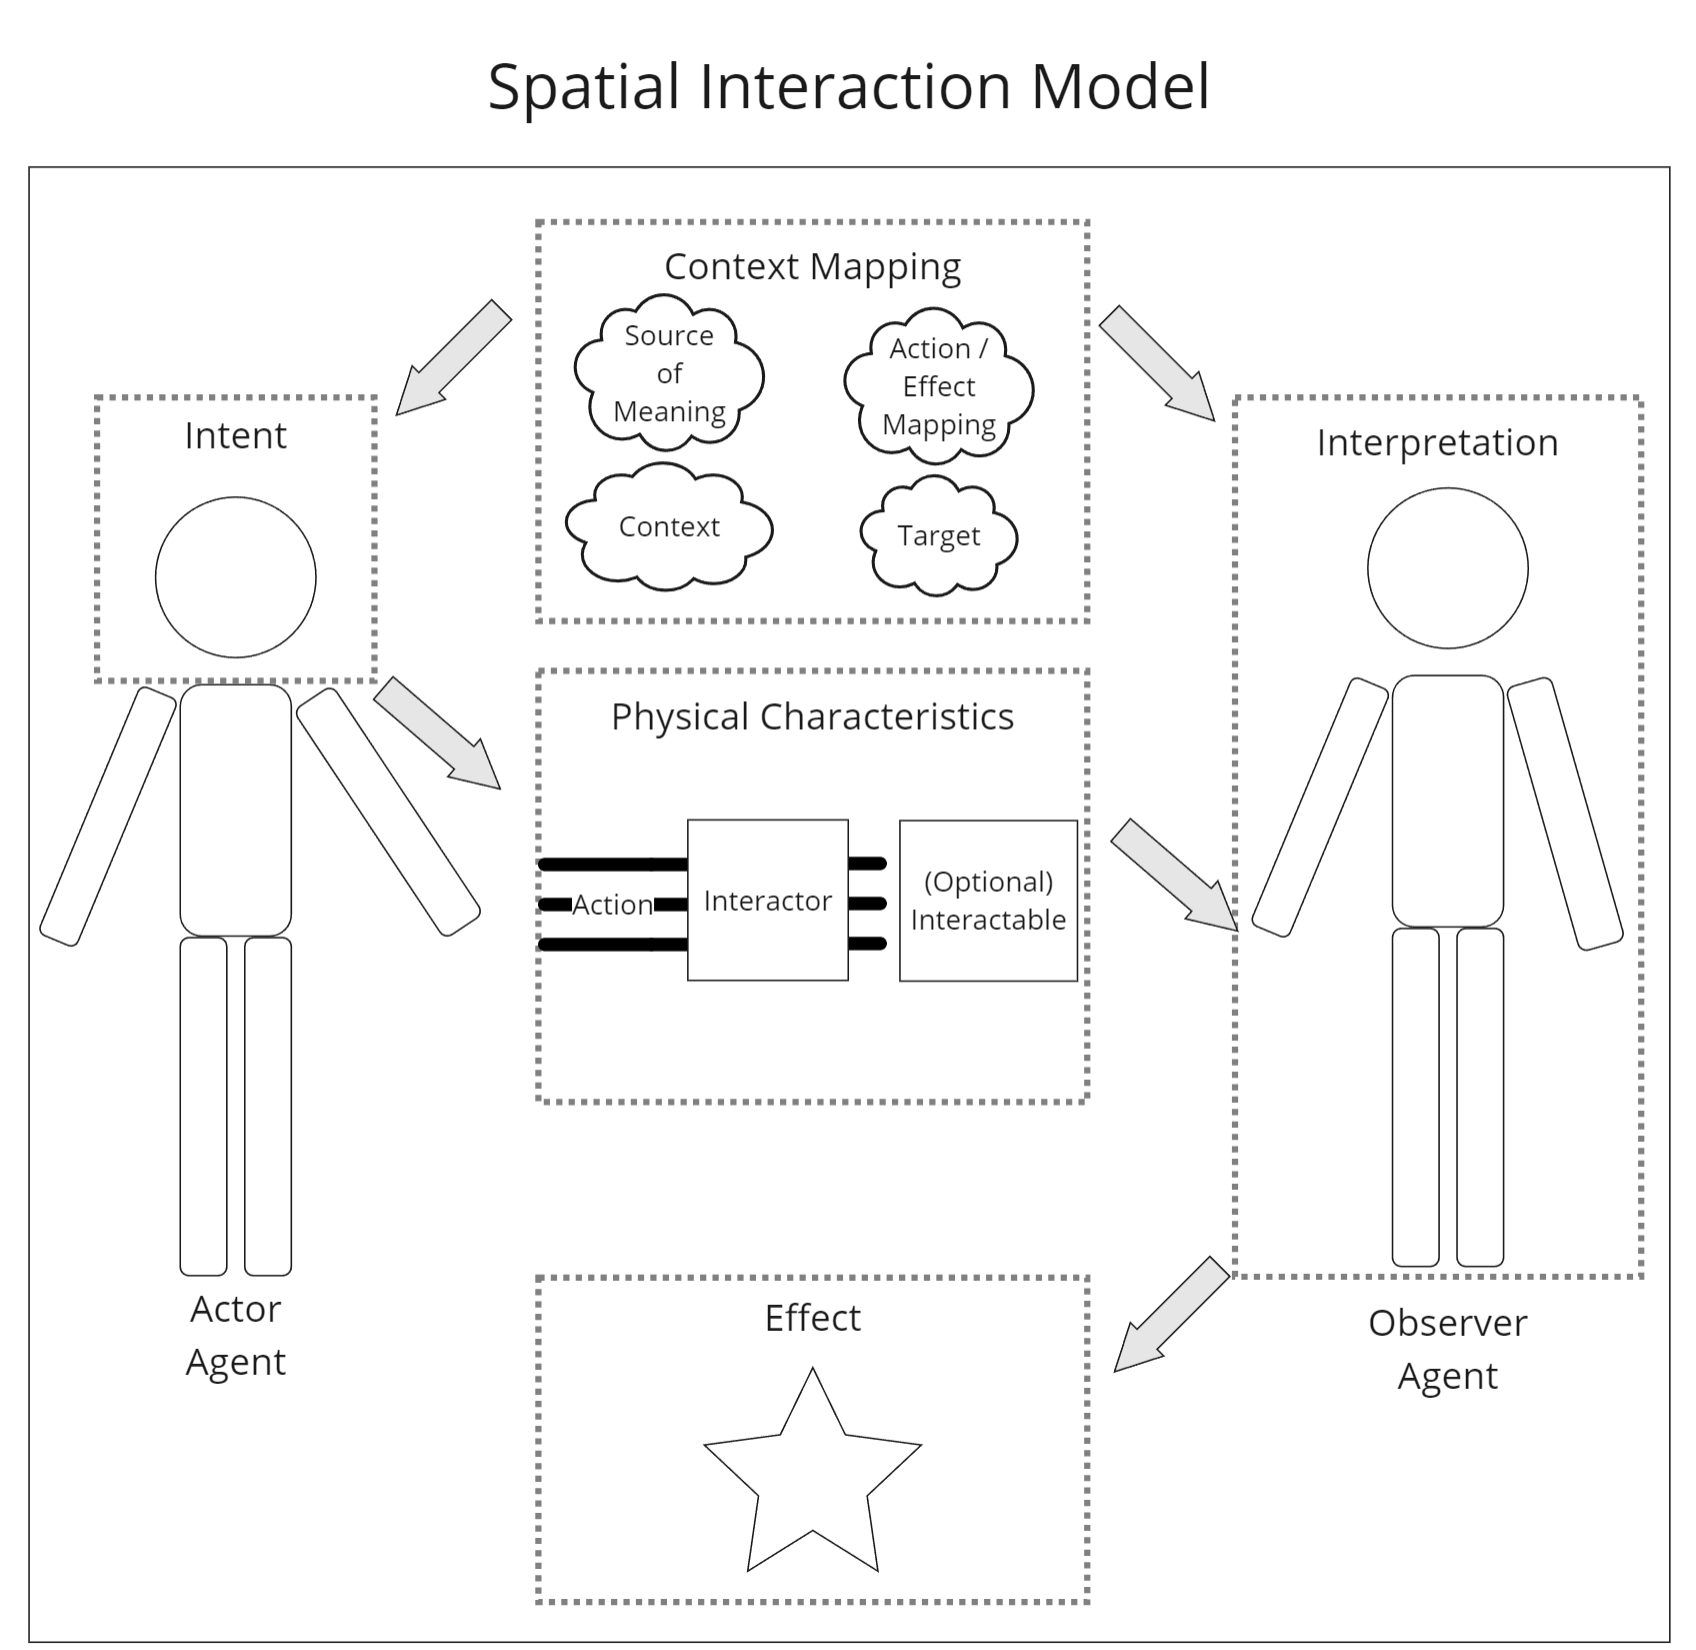 Spatial Interaction Model
Context Mapping
Source
of
Meaning
Action /
Effect
Mapping
Context
Target
Intent
Interpretation
Physical Characteristics
Action
Interactor
(Optional)
Interactable
Actor
Agent
Observer
Agent
Effect